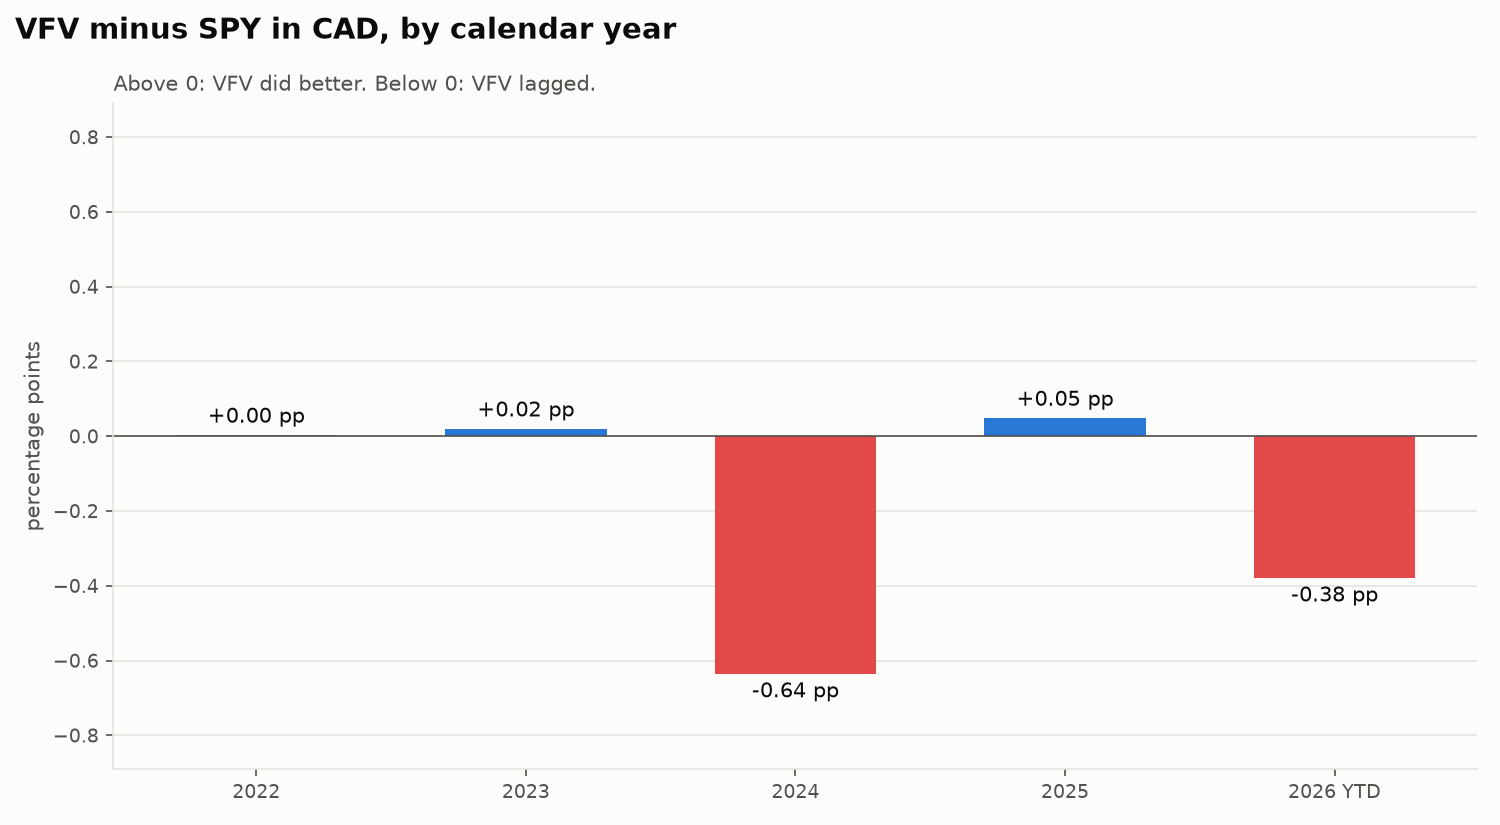 VFV minus SPY in CAD, by calendar year
Above 0: VFV did better. Below 0: VFV lagged.
percentage points
0.8
0.6
0.4
0.2
0.0
−0.2
−0.4
−0.6
−0.8
+0.00 pp
+0.02 pp
-0.64 pp
+0.05 pp
-0.38 pp
2022
2023
2024
2025
2026 YTD